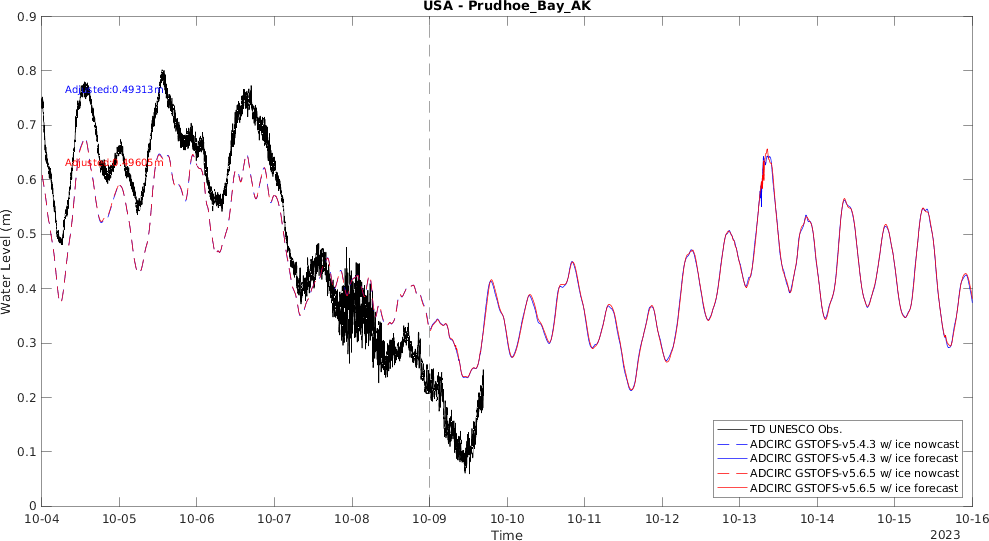 USA - Prudhoe_Bay_AK
0.9
0.8
0.7
0.6
0.5
0.4
0.3
0.2
0.1
0
Water Level (m)
Adjusted:0.49313m
Adjusted:0.09605m
TD UNESCO Obs.
ADCIRC GSTOFS-v5.4.3 w/ ice nowcast
ADCIRC GSTOFS-v5.4.3 w/ ice forecast
ADCIRC GSTOFS-v5.6.5 w/ ice nowcast
ADCIRC GSTOFS-v5.6.5 w/ ice forecast
10-04 10-05 10-06 10-07 10-08 10-09 10-10 10-11 10-12 10-13 10-14 10-15 10-16
Time
2023